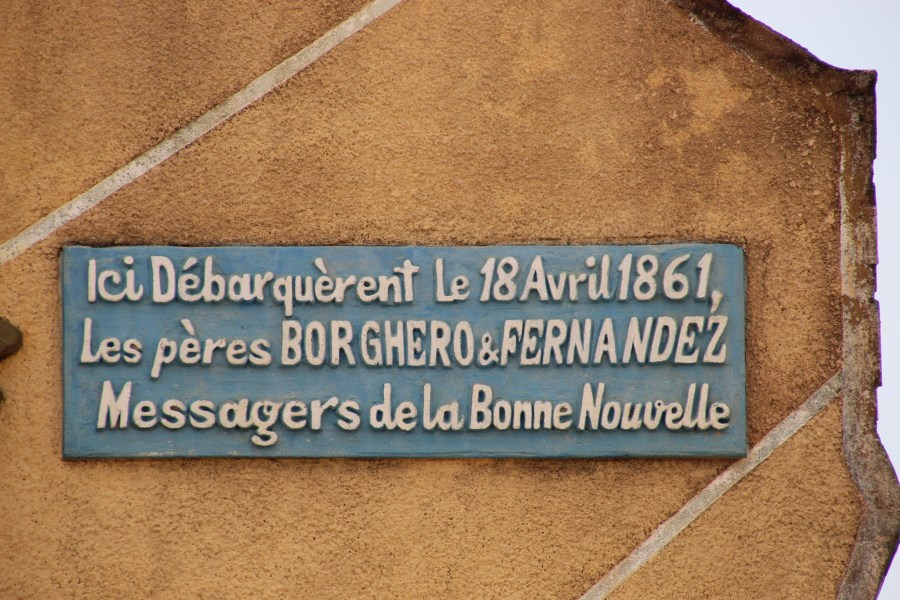 Ici Débarquèrent Le 18 Avril 1861,
Les pères BORGHERO & FERNANDEZ
Messagers de la Bonne Nouvelle